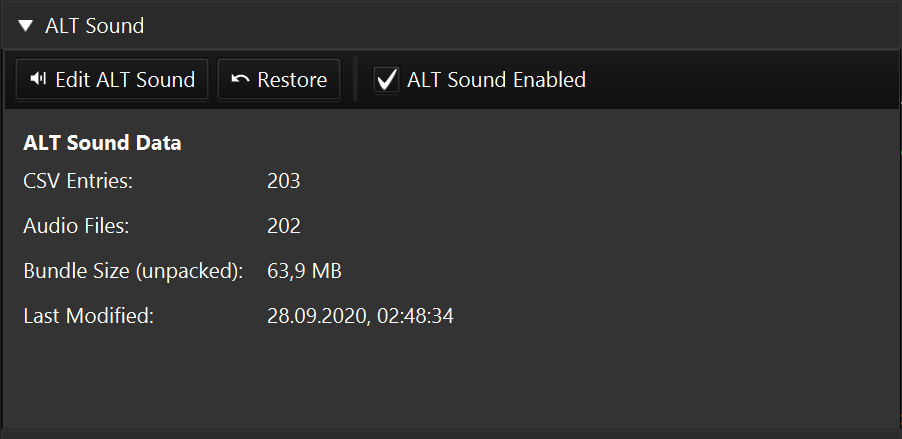 ALT Sound
Edit ALT Sound Restore ALT Sound Enabled
ALT Sound Data
CSV Entries: 203
Audio Files: 202
Bundle Size (unpacked): 63,9 MB
Last Modified: 28.09.2020, 02:48:34